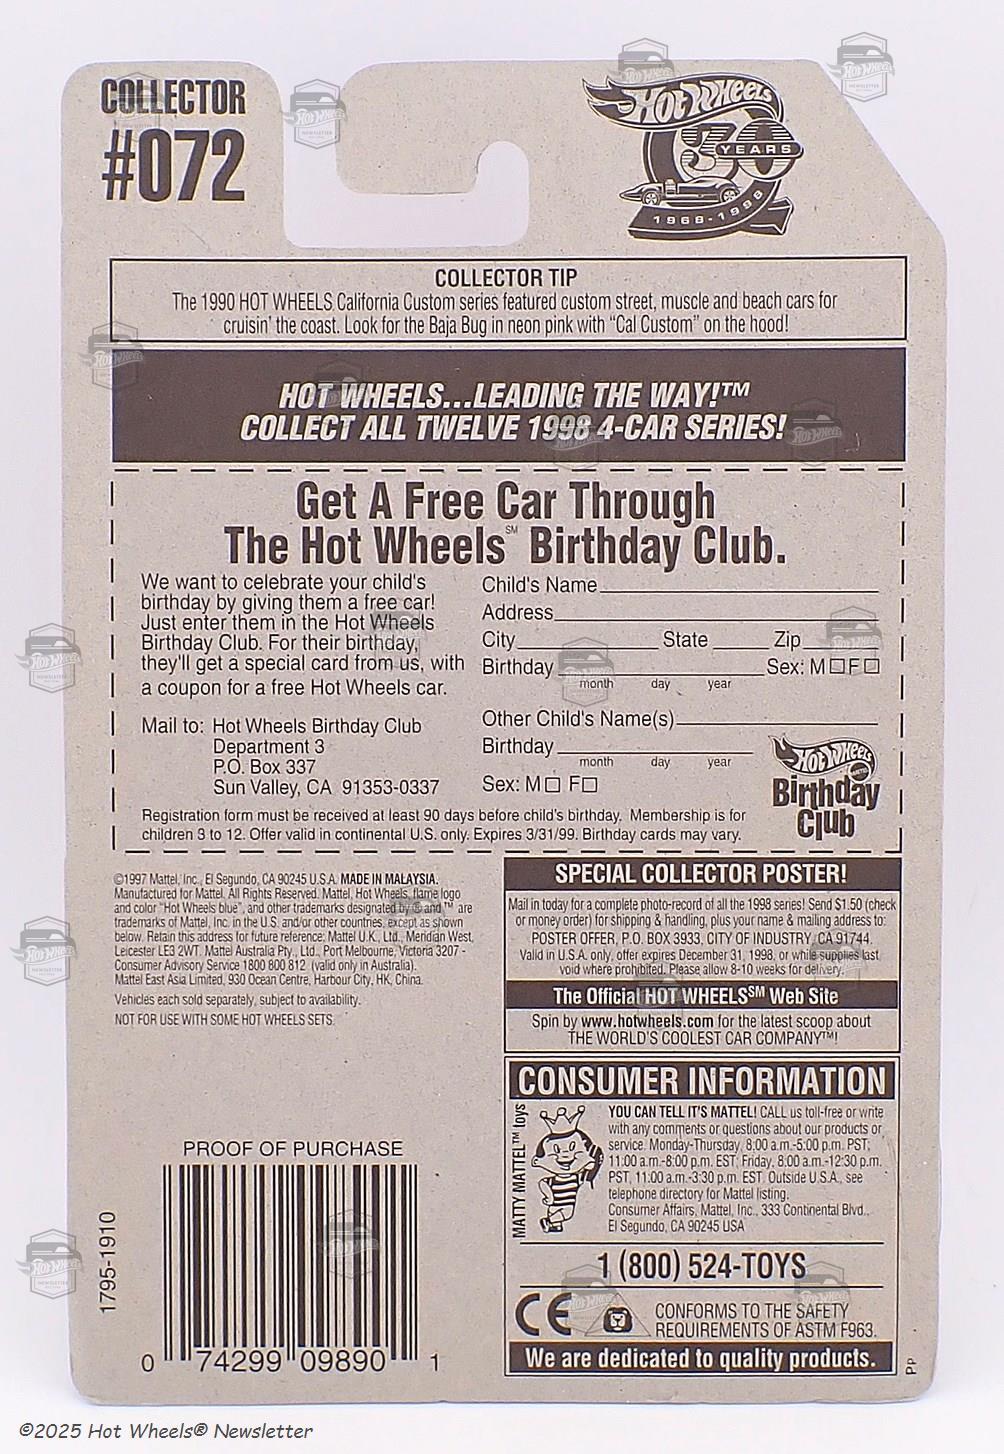 COLLECTOR
#072
Hot Wheels
30
YEARS
1968-1998
COLLECTOR TIP
The 1990 HOT WHEELS California Custom series featured custom street, muscle and beach cars for
cruisin' the coast. Look for the Baja Bug in neon pink with "Cal Custom" on the hood!
HOT WHEELS...LEADING THE WAY!™
COLLECT ALL TWELVE 1998 4-CAR SERIES!
Get A Free Car Through
The Hot Wheels℠ Birthday Club.
We want to celebrate your child's
birthday by giving them a free car!
Just enter them in the Hot Wheels
Birthday Club. For their birthday,
they'll get a special card from us, with
a coupon for a free Hot Wheels car.
Mail to: Hot Wheels Birthday Club
Department 3
P.O. Box 337
Sun Valley, CA 91353-0337
Child's Name
Address
City State Zip
Birthday Sex: M☐ F☐
month day year
Other Child's Name(s)
Birthday
month day year
Sex: M☐ F☐
Hot Wheels
MATTEL
Birthday
Club
Registration form must be received at least 90 days before child's birthday. Membership is for
children 3 to 12. Offer valid in continental U.S. only. Expires 3/31/99. Birthday cards may vary.
©1997 Mattel, Inc., El Segundo, CA 90245 U.S.A. MADE IN MALAYSIA.
Manufactured for Mattel. All Rights Reserved. Mattel, Hot Wheels, flame logo
and color "Hot Wheels blue", and other trademarks designated by ® and ™ are
trademarks of Mattel, Inc. in the U.S. and/or other countries, except as shown
below. Retain this address for future reference: Mattel U.K., Ltd., Meridian West,
Leicester LE3 2WT. Mattel Australia Pty., Ltd., Port Melbourne, Victoria 3207
Consumer Advisory Service 1800 800 812 (valid only in Australia).
Mattel East Asia Limited, 930 Ocean Centre, Harbour City, HK, China.
Vehicles each sold separately, subject to availability.
NOT FOR USE WITH SOME HOT WHEELS SETS.
SPECIAL COLLECTOR POSTER!
Mail in today for a complete photo-record of all the 1998 series! Send $1.50 (check
or money order) for shipping & handling, plus your name & mailing address to:
POSTER OFFER, P.O. BOX 3933, CITY OF INDUSTRY, CA 91744.
Valid in U.S.A. only, offer expires December 31, 1998, or while supplies last
void where prohibited. Please allow 8-10 weeks for delivery.
The Official HOT WHEELS℠ Web Site
Spin by www.hotwheels.com for the latest scoop about
THE WORLD'S COOLEST CAR COMPANY™!
CONSUMER INFORMATION
MATTY MATTEL™ toys
YOU CAN TELL IT'S MATTEL! CALL us toll-free or write
with any comments or questions about our products or
service. Monday-Thursday, 8:00 a.m.-5:00 p.m. PST;
11:00 a.m.-8:00 p.m. EST; Friday, 8:00 a.m.-12:30 p.m.
PST, 11:00 a.m.-3:30 p.m. EST. Outside U.S.A., see
telephone directory for Mattel listing.
Consumer Affairs, Mattel, Inc., 333 Continental Blvd.,
El Segundo, CA 90245 USA
1 (800) 524-TOYS
CE
CONFORMS TO THE SAFETY
REQUIREMENTS OF ASTM F963.
We are dedicated to quality products.
Pp
PROOF OF PURCHASE
1795-1910
0 74299 09890 1
©2025 Hot Wheels® Newsletter